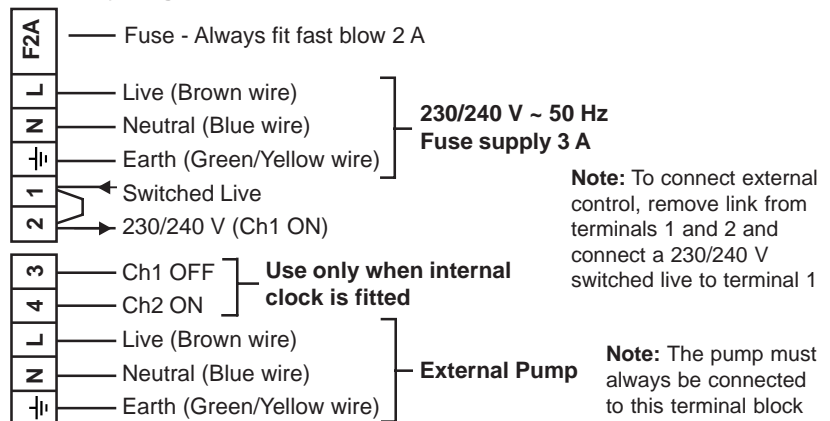 F2A
Fuse - Always fit fast blow 2 A
L
Live (Brown wire)
N
Neutral (Blue wire)
Earth (Green/Yellow wire)
230/240 V ~ 50 Hz
Fuse supply 3 A
1
Switched Live
2
230/240 V (Ch1 ON)
Note: To connect external
control, remove link from
terminals 1 and 2 and
connect a 230/240 V
switched live to terminal 1
3
Ch1 OFF
4
Ch2 ON
Use only when internal
clock is fitted
L
Live (Brown wire)
N
Neutral (Blue wire)
Earth (Green/Yellow wire)
External Pump
Note: The pump must
always be connected
to this terminal block